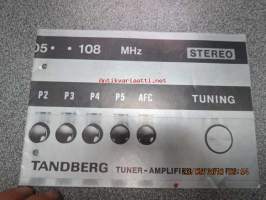 05 • • 108 MHz STEREO
antikvariaatti.net
P2 P3 P4 P5 AFC TUNING
TANDBERG TUNER-AMPLIFIER